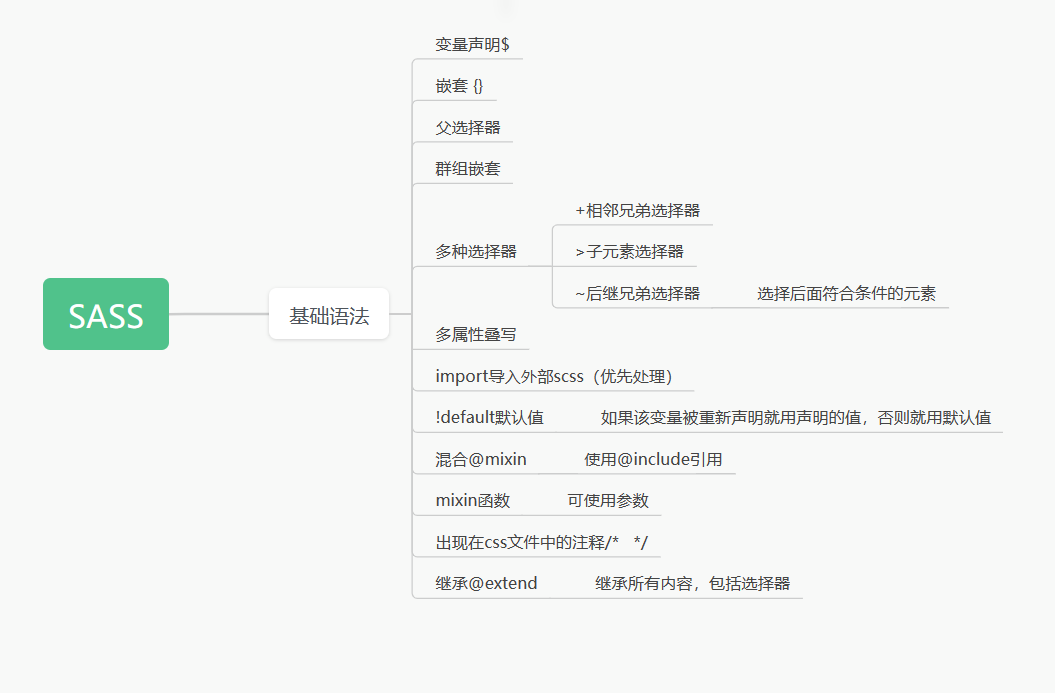 变量声明$
嵌套 {}
父选择器
群组嵌套
+相邻兄弟选择器
多种选择器
>子元素选择器
~后继兄弟选择器 选择后面符合条件的元素
SASS
基础语法
多属性叠写
import导入外部scss（优先处理）
!default默认值 如果该变量被重新声明就用声明的值，否则就用默认值
混合@mixin 使用@include引用
mixin函数 可使用参数
出现在css文件中的注释/* */
继承@extend 继承所有内容，包括选择器